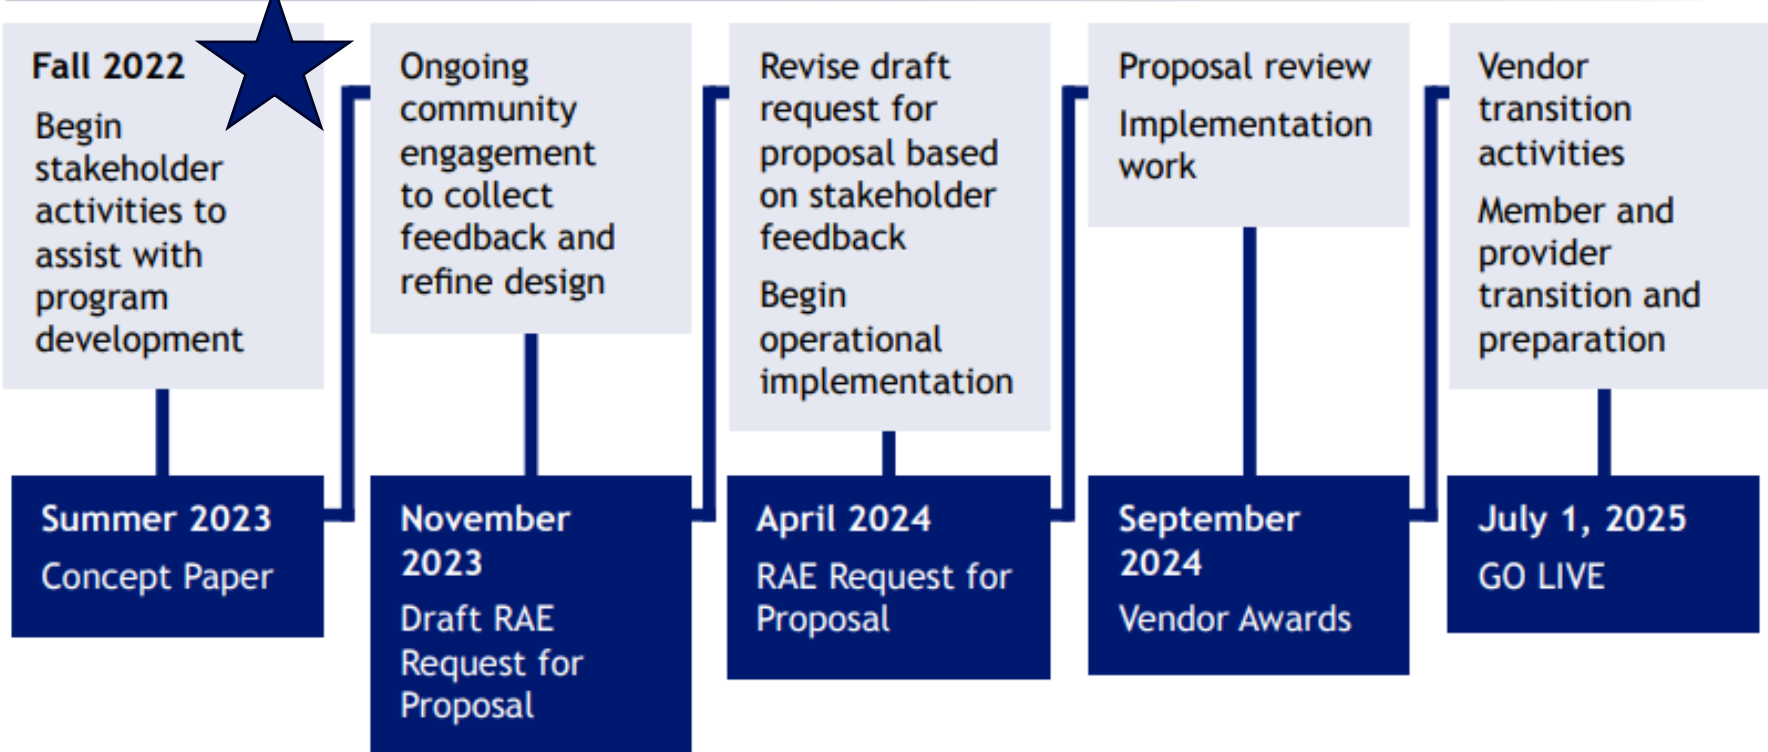 Fall 2022
Begin
stakeholder
activities to
assist with
program
development
Summer 2023
Concept Paper
Ongoing
community
engagement
to collect
feedback and
refine design
November
2023
Draft RAE
Request for
Proposal
Revise draft
request for
proposal based
on stakeholder
feedback
Begin
operational
implementation
April 2024
RAE Request for
Proposal
Proposal review
Implementation
work
September
2024
Vendor Awards
Vendor
transition
activities
Member and
provider
transition and
preparation
July 1, 2025
GO LIVE